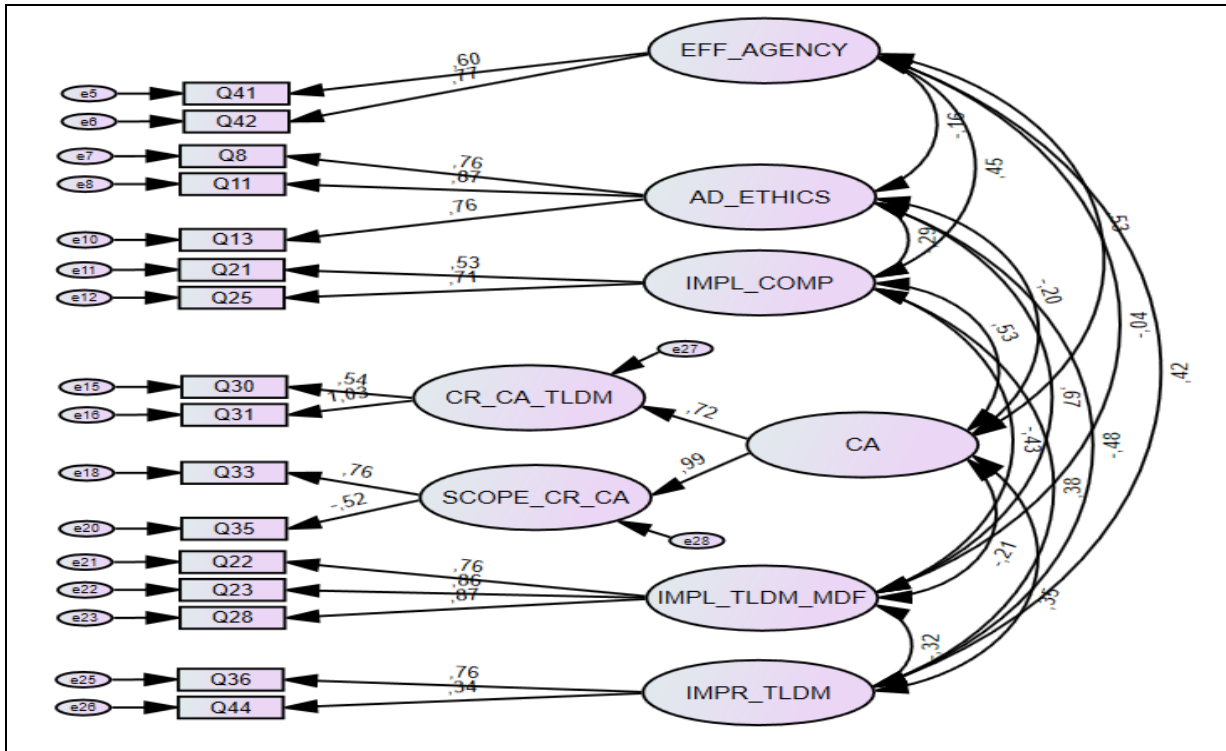 EFF_AGENCY
,60
,77
e5
Q41
e6
Q42
-,16
e7
Q8
,76
,45
e8
Q11
,87
AD_ETHICS
,76
-,53
e10
Q13
,29
e11
Q21
,53
IMPL_COMP
-,20
e12
Q25
,71
-,04
,53
e27
,42
e15
Q30
,54
CR_CA_TLDM
e16
Q31
1,03
,72
,67
CA
-,43
-,48
,99
e18
Q33
,76
SCOPE_CR_CA
,38
-,52
e20
Q35
e28
-,21
e21
Q22
,76
e22
Q23
,86
IMPL_TLDM_MDF
,35
e23
Q28
,87
-,32
e25
Q36
,76
IMPR_TLDM
e26
Q44